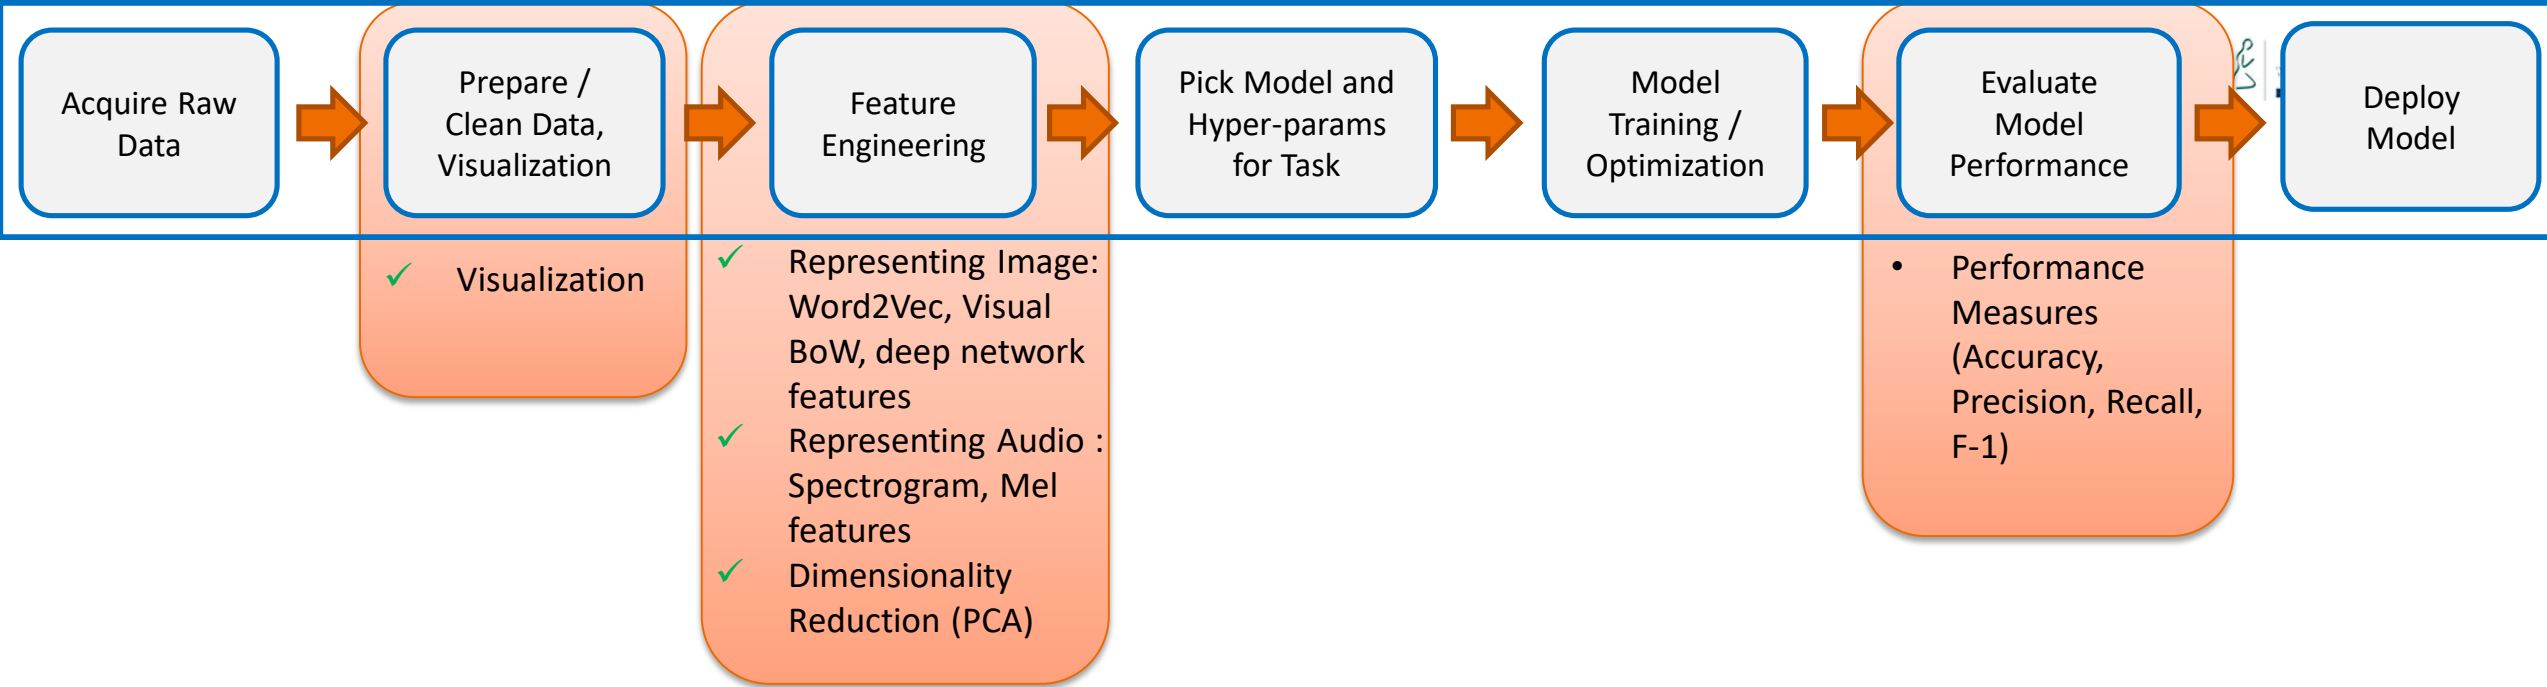 Acquire Raw
Data
Prepare /
Clean Data,
Visualization
Feature
Engineering
Pick Model and
Hyper-params
for Task
Model
Training /
Optimization
Evaluate
Model
Performance
Deploy
Model
✓ Visualization
✓ Representing Image:
Word2Vec, Visual
BoW, deep network
features
✓ Representing Audio :
Spectrogram, Mel
features
✓ Dimensionality
Reduction (PCA)
• Performance
Measures
(Accuracy,
Precision, Recall,
F-1)